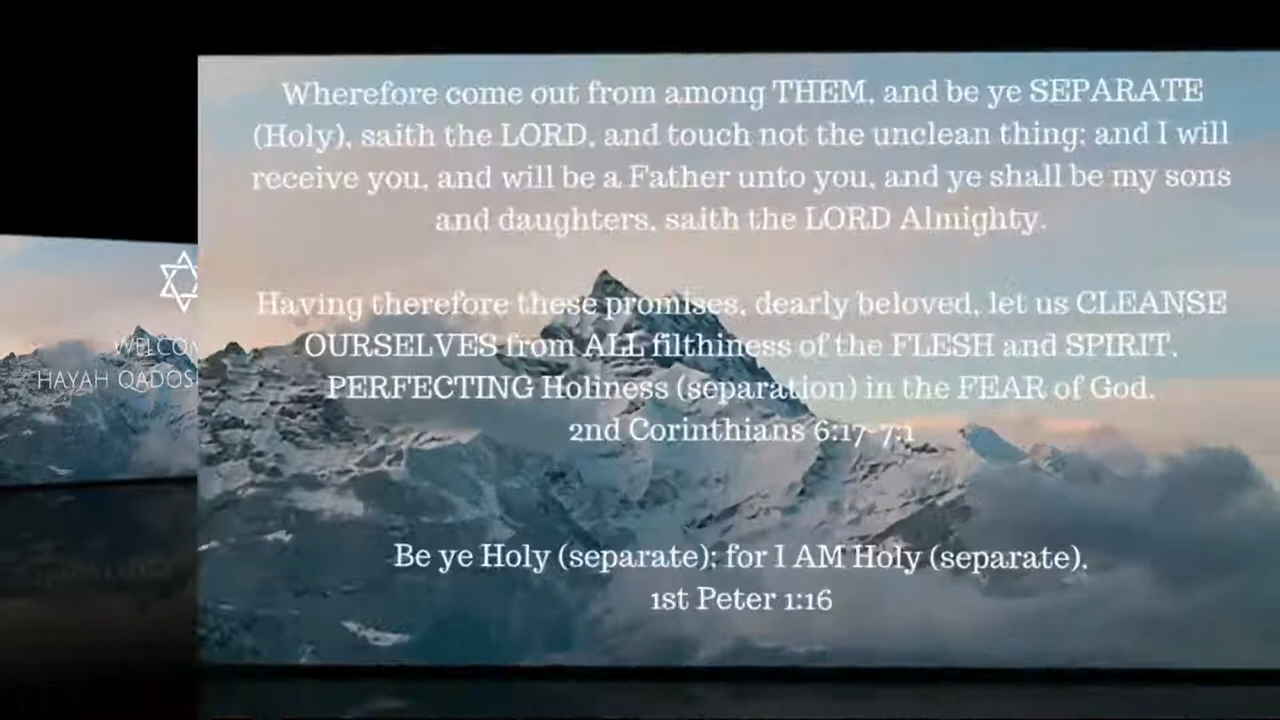 Wherefore come out from among THEM, and be ye SEPARATE
(Holy), saith the LORD, and touch not the unclean thing; and I will
receive you, and will be a Father unto you, and ye shall be my sons
and daughters, saith the LORD Almighty.
Having therefore these promises, dearly beloved, let us CLEANSE
OURSELVES from ALL filthiness of the FLESH and SPIRIT,
PERFECTING Holiness (separation) in the FEAR of God.
2nd Corinthians 6:17-7:1
Be ye Holy (separate); for I AM Holy (separate).
1st Peter 1:16
WELCOM
HAYAH QADOS